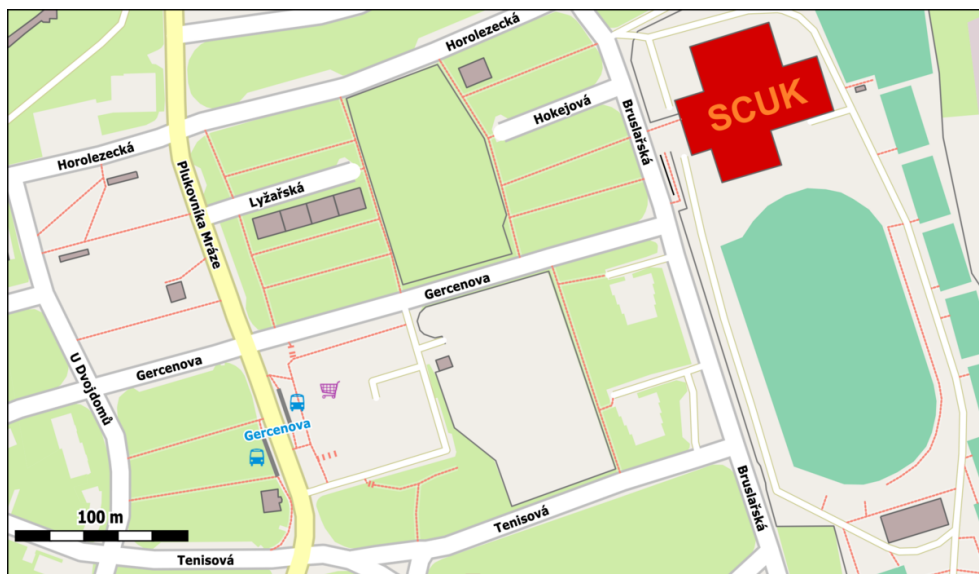 Horolezecká
SCUK
Hokejová
Bruslařská
Horolezecká
Plukovníka Mráze
Lyžařská
Gercenova
Gercenova
U Dvojdomů
Gercenova
Bruslařská
100 m
Tenisová
Tenisová